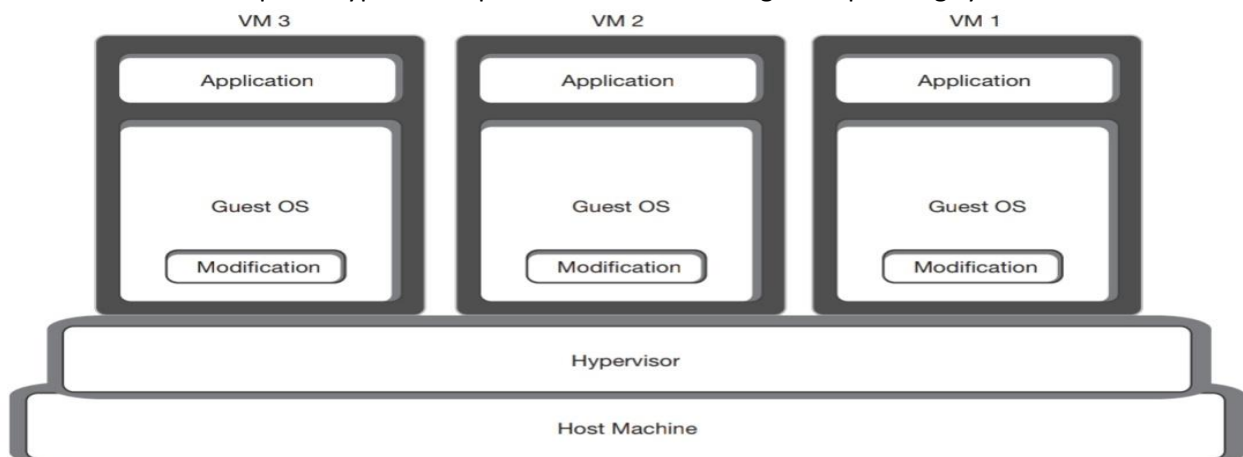 VM 3 VM 2 VM 1
Application Application Application
Guest OS Guest OS Guest OS
Modification Modification Modification
Hypervisor
Host Machine